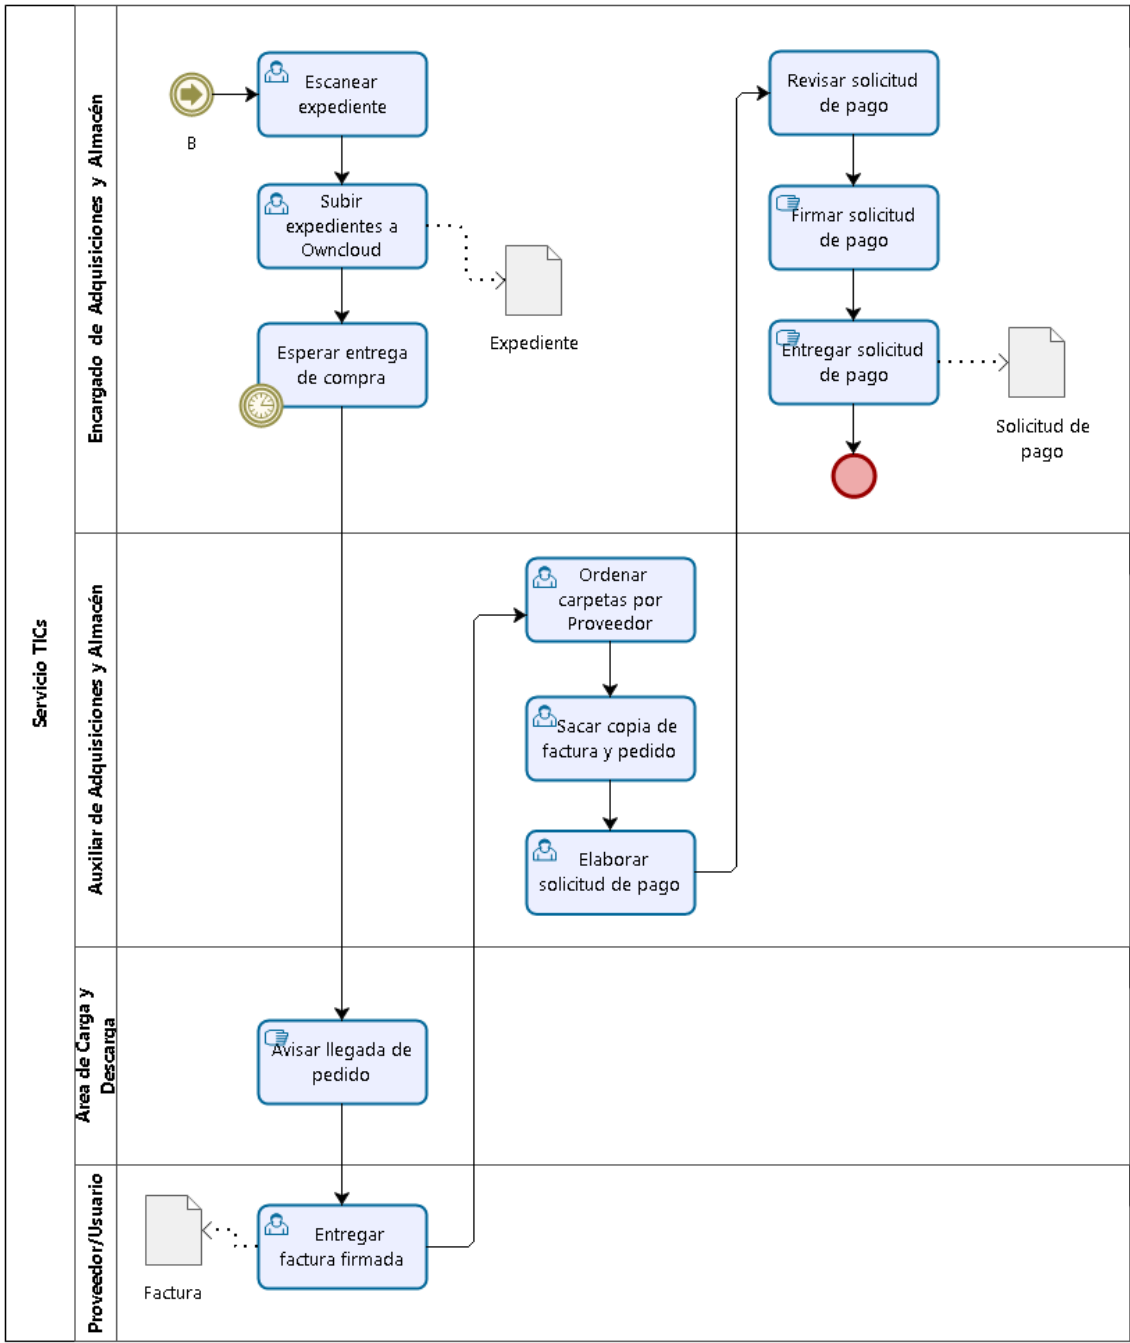 Servicio TICs
Encargado de Adquisiciones y Almacén
B
Escanear
expediente
Subir
expedientes a
Owncloud
Expediente
Esperar entrega
de compra
Revisar solicitud
de pago
Firmar solicitud
de pago
Entregar solicitud
de pago
Solicitud de
pago
Auxiliar de Adquisiciones y Almacén
Ordenar
carpetas por
Proveedor
Sacar copia de
factura y pedido
Elaborar
solicitud de pago
Área de Carga y
Descarga
Avisar llegada de
pedido
Proveedor/Usuario
Entregar
factura firmada
Factura